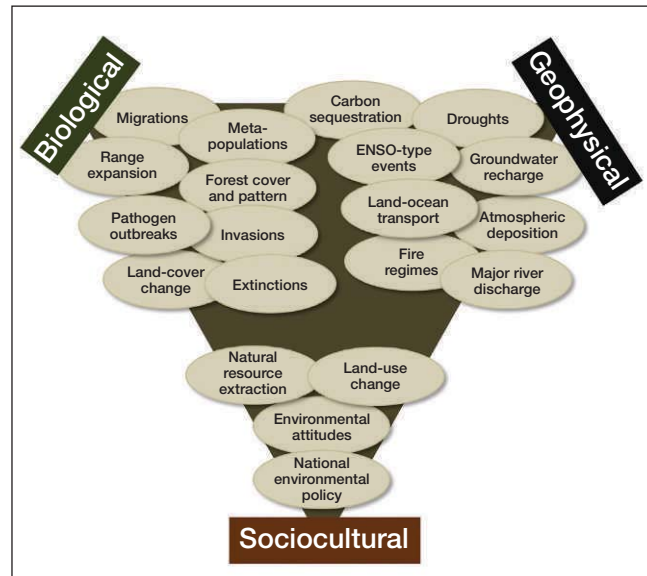 Biological
Geophysical
Migrations
Meta-
populations
Carbon
sequestration
Droughts
Range
expansion
Forest cover
and pattern
ENSO-type
events
Groundwater
recharge
Pathogen
outbreaks
Invasions
Land-ocean
transport
Atmospheric
deposition
Land-cover
change
Extinctions
Fire
regimes
Major river
discharge
Natural
resource
extraction
Land-use
change
Environmental
attitudes
National
environmental
policy
Sociocultural